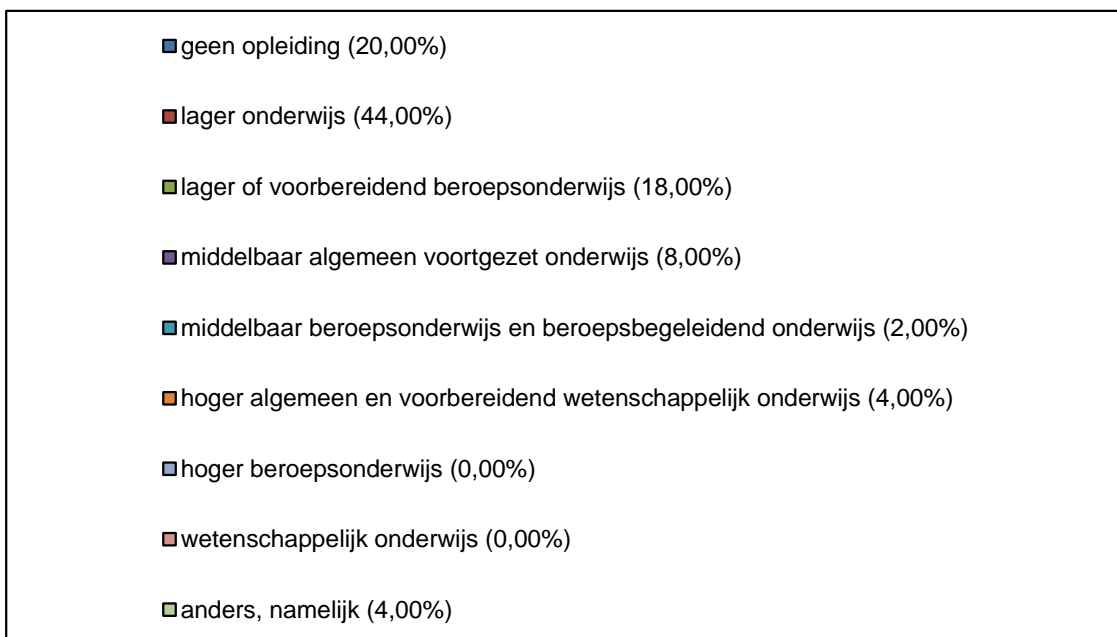 geen opleiding (20,00%)
lager onderwijs (44,00%)
lager of voorbereidend beroepsonderwijs (18,00%)
middelbaar algemeen voortgezet onderwijs (8,00%)
middelbaar beroepsonderwijs en beroepsbegeleidend onderwijs (2,00%)
hoger algemeen en voorbereidend wetenschappelijk onderwijs (4,00%)
hoger beroepsonderwijs (0,00%)
wetenschappelijk onderwijs (0,00%)
anders, namelijk (4,00%)